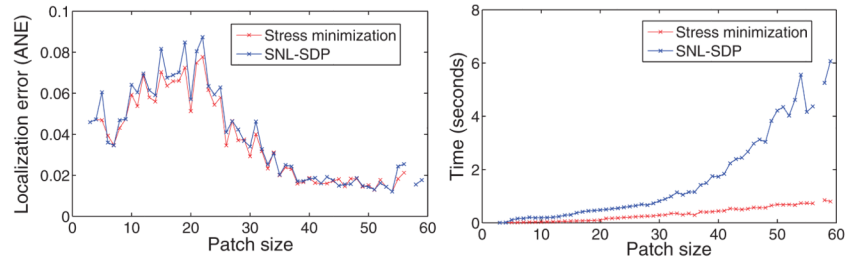 Localization error (ANE)
0.1
0.08
0.06
0.04
0.02
0
0 10 20 30 40 50 60
Patch size
Stress minimization
SNL-SDP
Time (seconds)
8
6
4
2
0
0 10 20 30 40 50 60
Patch size
Stress minimization
SNL-SDP